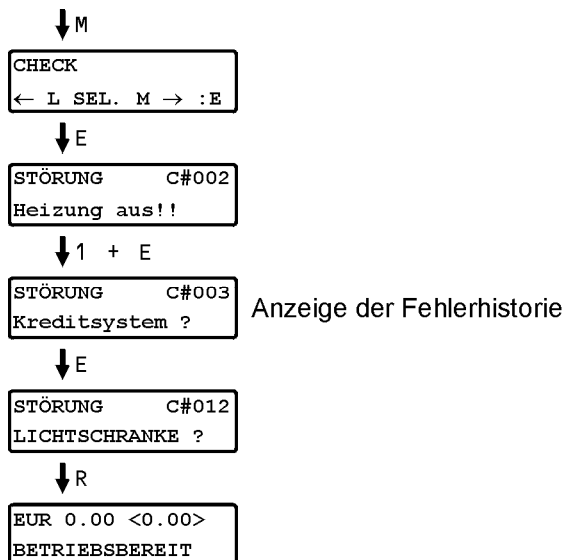 M
CHECK
← L SEL. M → :E
E
STÖRUNG C#002
Heizung aus!!
1 + E
STÖRUNG C#003
Kreditsystem ?
Anzeige der Fehlerhistorie
E
STÖRUNG C#012
LICHTSCHRANKE ?
R
EUR 0.00 <0.00>
BETRIEBSBEREIT